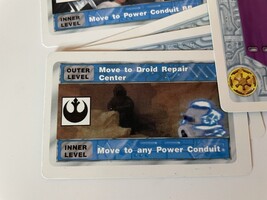 INNER
LEVEL
Move to Power Conduit
OUTER
LEVEL
Move to Droid Repair
Center
INNER
LEVEL
Move to any Power Conduit